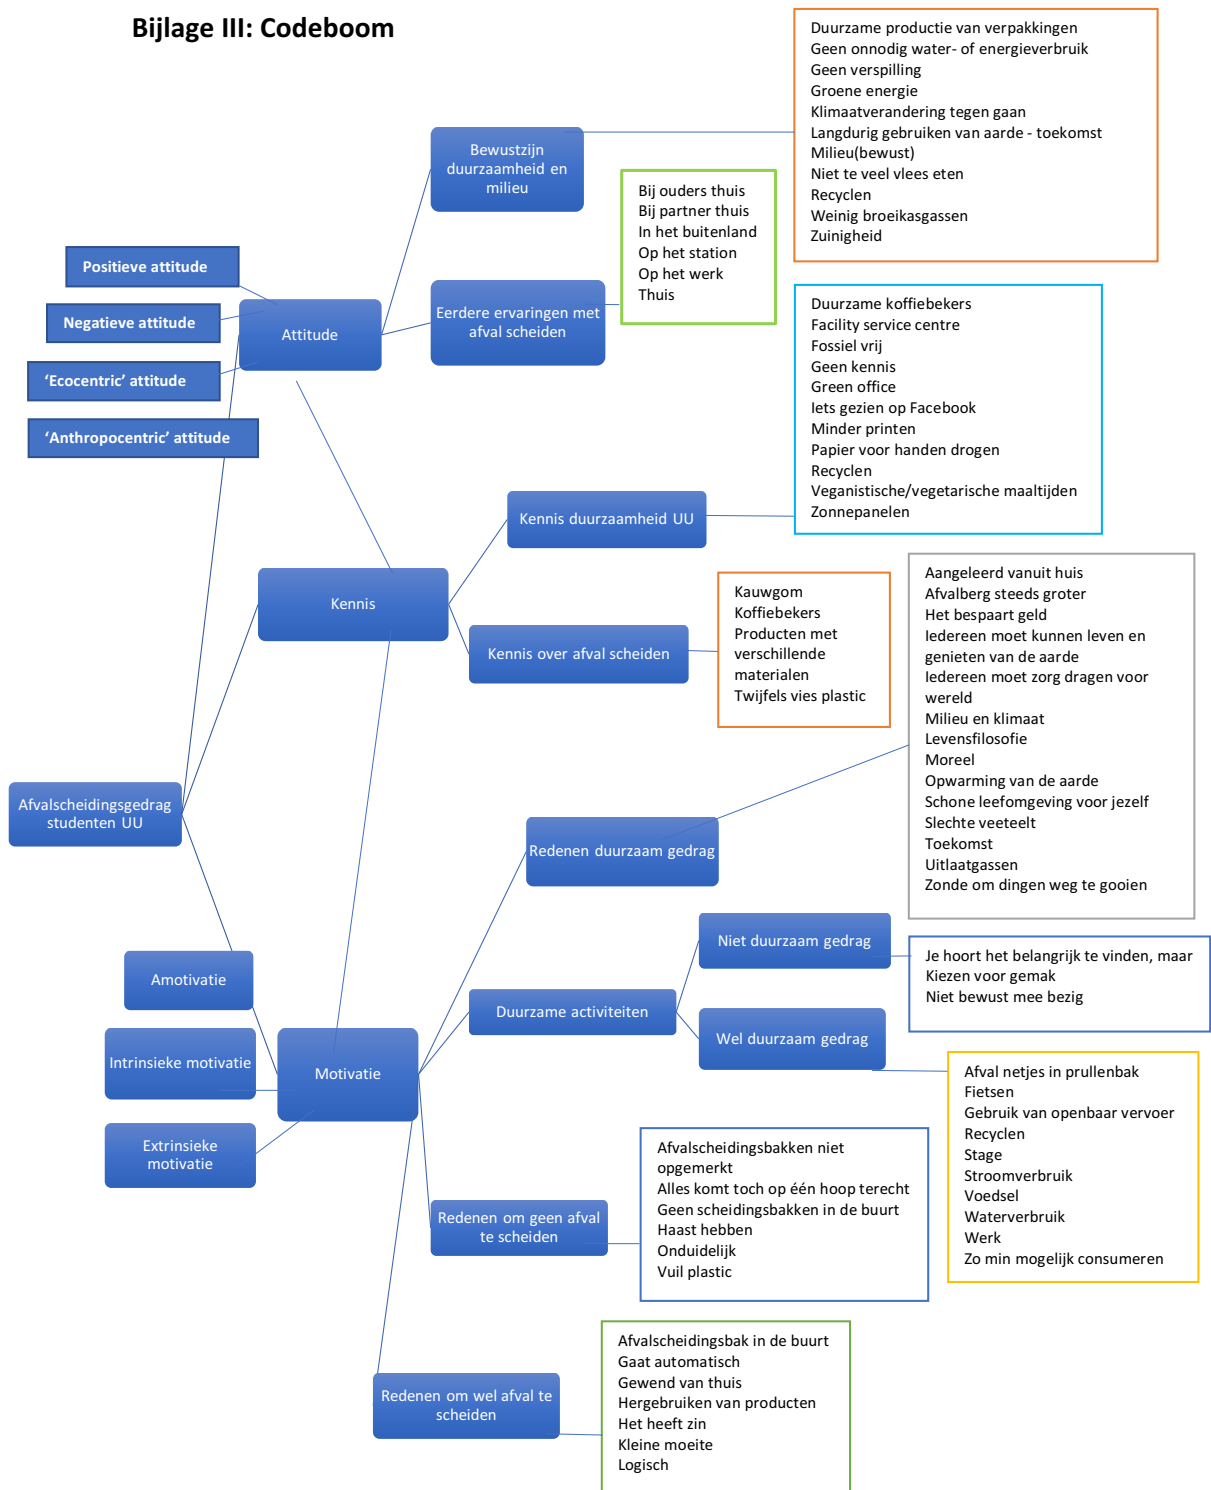 Bijlage III: Codeboom
Duurzame productie van verpakkingen
Geen onnodig water- of energieverbruik
Geen verspilling
Groene energie
Klimaatverandering tegen gaan
Langdurig gebruiken van aarde - toekomst
Milieu(bewust)
Niet te veel vlees eten
Recyclen
Weinig broeikasgassen
Zuinigheid
Bewustzijn
duurzaamheid en
milieu
Bij ouders thuis
Bij partner thuis
In het buitenland
Op het station
Op het werk
Thuis
Positieve attitude
Negatieve attitude
'Ecocentric' attitude
'Anthropocentric' attitude
Attitude
Eerdere ervaringen met
afval scheiden
Duurzame koffiebekers
Facility service centre
Fossiel vrij
Geen kennis
Green office
Iets gezien op Facebook
Minder printen
Papier voor handen drogen
Recyclen
Veganistische/vegetarische maaltijden
Zonnepanelen
Kennis duurzaamheid UU
Kennis
Kennis over afval scheiden
Kauwgom
Koffiebekers
Producten met
verschillende
materialen
Twijfels vies plastic
Aangeleerd vanuit huis
Afvalberg steeds groter
Het bespaart geld
Iedereen moet kunnen leven en
genieten van de aarde
Iedereen moet zorg dragen voor
wereld
Milieu en klimaat
Levensfilosofie
Moreel
Opwarming van de aarde
Schone leefomgeving voor jezelf
Slechte veeteelt
Toekomst
Uitlaatgassen
Zonde om dingen weg te gooien
Afvalscheidingsgedrag
studenten UU
Redenen duurzaam gedrag
Niet duurzaam gedrag
Je hoort het belangrijk te vinden, maar
Kiezen voor gemak
Niet bewust mee bezig
Amotivatie
Duurzame activiteiten
Wel duurzaam gedrag
Intrinsieke motivatie
Motivatie
Extrinsieke
motivatie
Afval netjes in prullenbak
Fietsen
Gebruik van openbaar vervoer
Recyclen
Stage
Stroomverbruik
Voedsel
Waterverbruik
Werk
Zo min mogelijk consumeren
Redenen om geen afval
te scheiden
Afvalscheidingsbakken niet
opgemerkt
Alles komt toch op één hoop terecht
Geen scheidingsbakken in de buurt
Haast hebben
Onduidelijk
Vuil plastic
Redenen om wel afval te
scheiden
Afvalscheidingsbak in de buurt
Gaat automatisch
Gewend van thuis
Hergebruiken van producten
Het heeft zin
Kleine moeite
Logisch